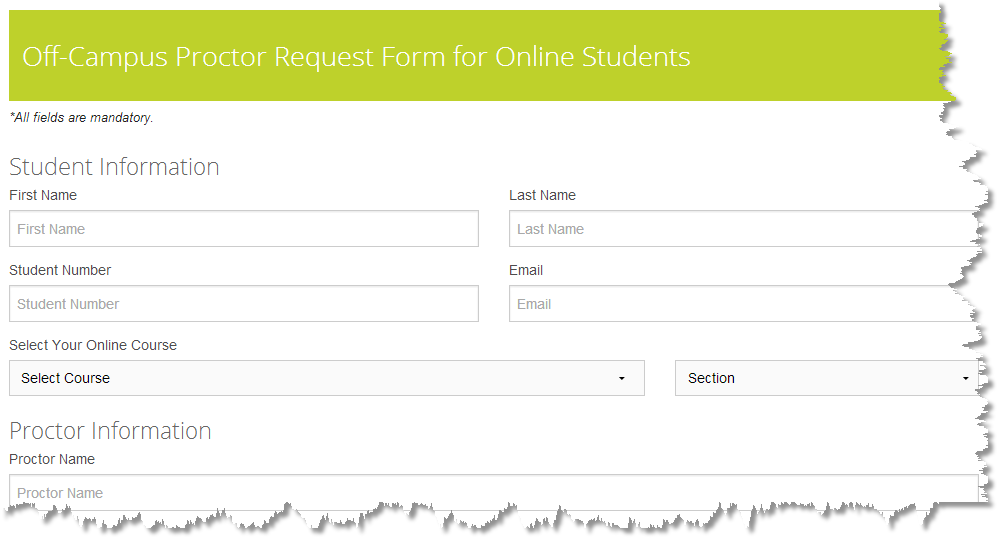 Off-Campus Proctor Request Form for Online Students
*All fields are mandatory.
Student Information
First Name
Last Name
First Name
Last Name
Student Number
Email
Student Number
Email
Select Your Online Course
Select Course
Section
Proctor Information
Proctor Name
Proctor Name